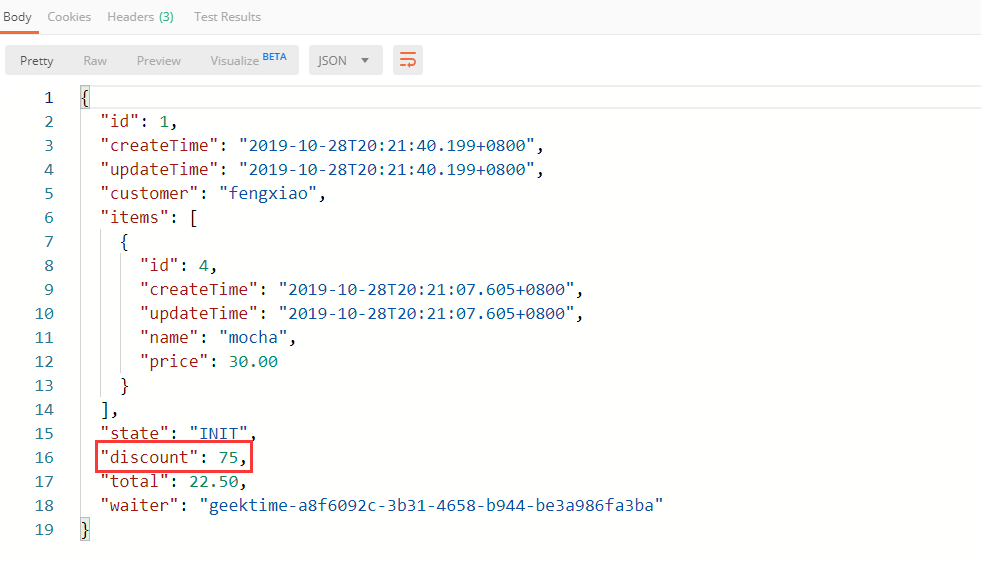 Body Cookies Headers (3) Test Results
Pretty Raw Preview Visualize BETA JSON
1 {
2 "id": 1,
3 "createTime": "2019-10-28T20:21:40.199+0800",
4 "updateTime": "2019-10-28T20:21:40.199+0800",
5 "customer": "fengxiao",
6 "items": [
7 {
8 "id": 4,
9 "createTime": "2019-10-28T20:21:07.605+0800",
10 "updateTime": "2019-10-28T20:21:07.605+0800",
11 "name": "mocha",
12 "price": 30.00
13 }
14 ],
15 "state": "INIT",
16 "discount": 75,
17 "total": 22.50,
18 "waiter": "geektime-a8f6092c-3b31-4658-b944-be3a986fa3ba"
19 }